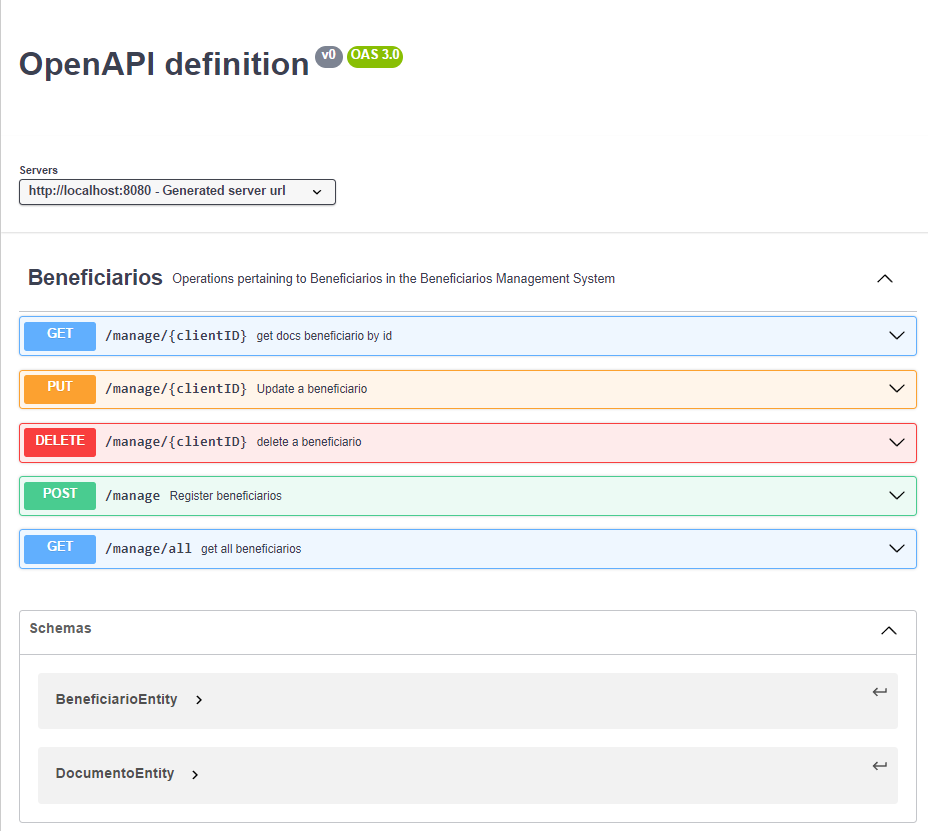 OpenAPI definition v0 OAS 3.0
Servers
http://localhost:8080 - Generated server url
Beneficiarios Operations pertaining to Beneficiarios in the Beneficiarios Management System
GET /manage/{clientID} get docs beneficiario by id
PUT /manage/{clientID} Update a beneficiario
DELETE /manage/{clientID} delete a beneficiario
POST /manage Register beneficiarios
GET /manage/all get all beneficiarios
Schemas
BeneficiarioEntity
DocumentoEntity